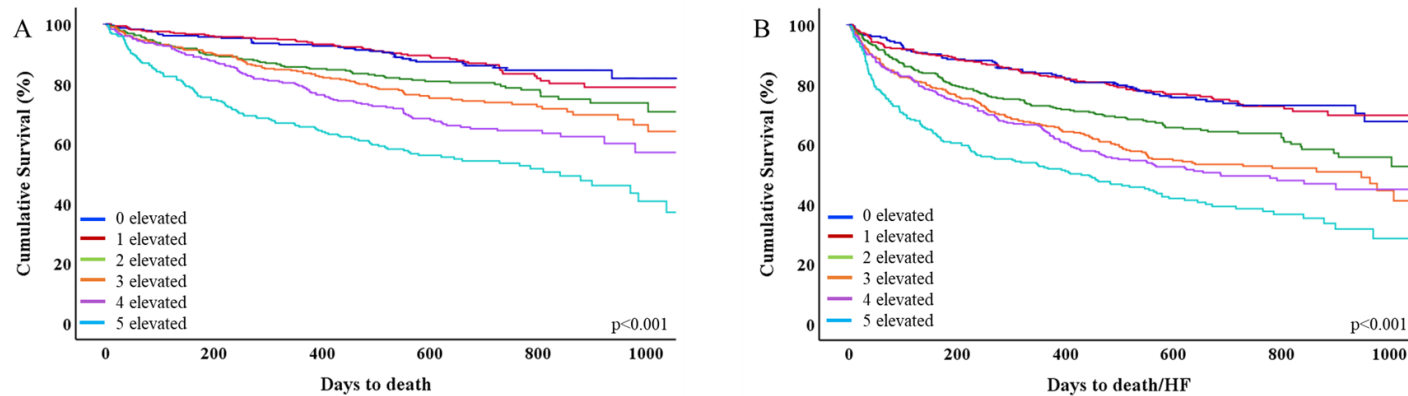 A
Cumulative Survival (%)
100
80
60
40
20
0
0 elevated
1 elevated
2 elevated
3 elevated
4 elevated
5 elevated
p<0.001
0 200 400 600 800 1000
Days to death
B
Cumulative Survival (%)
100
80
60
40
20
0
0 elevated
1 elevated
2 elevated
3 elevated
4 elevated
5 elevated
p<0.001
0 200 400 600 800 1000
Days to death/HF